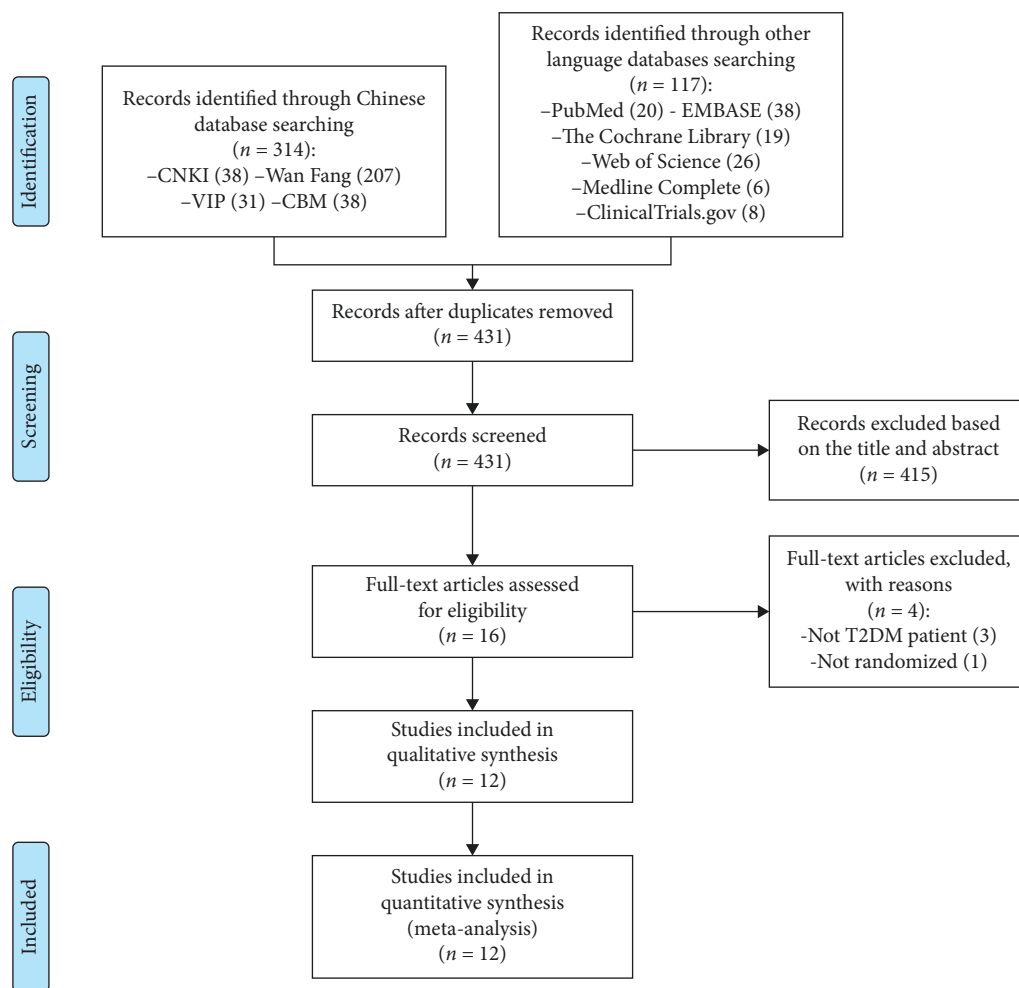 Identification
Records identified through Chinese
database searching
(n = 314):
–CNKI (38) –Wan Fang (207)
–VIP (31) –CBM (38)
Records identified through other
language databases searching
(n = 117):
–PubMed (20) - EMBASE (38)
–The Cochrane Library (19)
–Web of Science (26)
–Medline Complete (6)
–ClinicalTrials.gov (8)
Records after duplicates removed
(n = 431)
Screening
Records screened
(n = 431)
Records excluded based
on the title and abstract
(n = 415)
Eligibility
Full-text articles assessed
for eligibility
(n = 16)
Full-text articles excluded,
with reasons
(n = 4):
-Not T2DM patient (3)
-Not randomized (1)
Studies included in
qualitative synthesis
(n = 12)
Included
Studies included in
quantitative synthesis
(meta-analysis)
(n = 12)